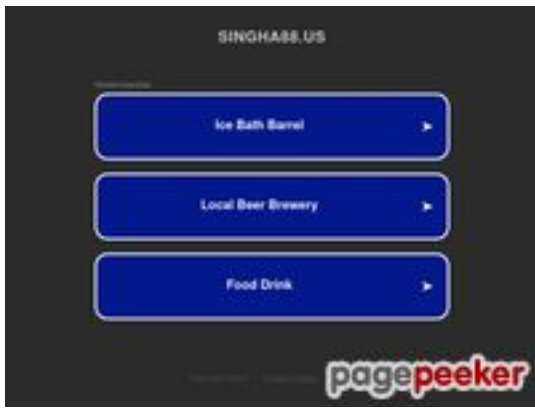 SINGHA88.US
Ice Bath Barrel
Local Beer Brewery
Food Drink
pagepeeker